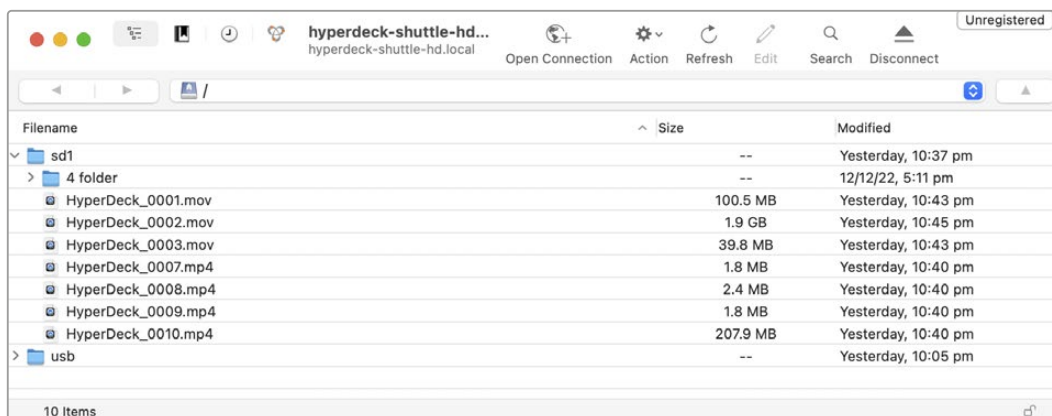 Unregistered
hyperdeck-shuttle-hd...
hyperdeck-shuttle-hd.local
Open Connection Action Refresh Edit Search Disconnect
/
Filename Size Modified
sd1 -- Yesterday, 10:37 pm
4 folder -- 12/12/22, 5:11 pm
HyperDeck_0001.mov 100.5 MB Yesterday, 10:43 pm
HyperDeck_0002.mov 1.9 GB Yesterday, 10:45 pm
HyperDeck_0003.mov 39.8 MB Yesterday, 10:43 pm
HyperDeck_0007.mp4 1.8 MB Yesterday, 10:40 pm
HyperDeck_0008.mp4 2.4 MB Yesterday, 10:40 pm
HyperDeck_0009.mp4 1.8 MB Yesterday, 10:40 pm
HyperDeck_0010.mp4 207.9 MB Yesterday, 10:40 pm
usb -- Yesterday, 10:05 pm
10 Items